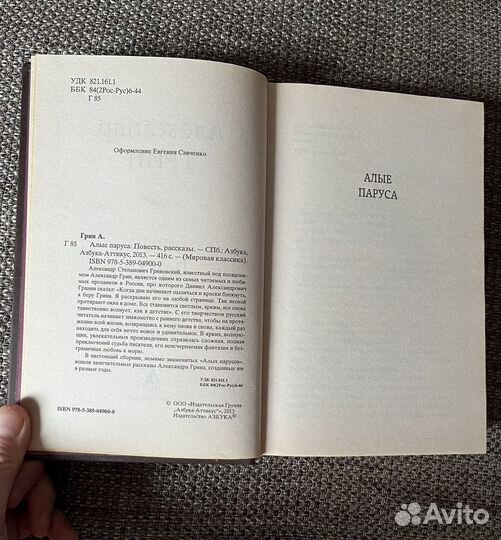 УДК 821.161.1
ББК 84(2Рос-Рус)6-44
Г 85
Оформление Евгения Савченко
Грин А.
Г 85 Алые паруса: Повесть, рассказы. — СПб.: Азбука,
Азбука-Аттикус, 2013. — 416 с. — (Мировая классика).
ISBN 978-5-389-04900-0
Александр Степанович Гриневский, известный под псевдони-
мом Александр Грин, является одним из самых читаемых и люби-
мых прозаиков в России, про которого Даниил Александрович
Гранин сказал: «Когда дни начинают пылиться и краски блекнуть,
я беру Грина. Я раскрываю его на любой странице. Так весной
протирают окна в доме. Все становится светлым, ярким, все снова
таинственно волнует, как в детстве». С его творчеством русский
читатель начинает знакомство с раннего детства, чтобы на протя-
жении всей жизни, возвращаясь к нему снова и снова, каждый раз
находить для себя нечто новое и удивительное. В ярких, волную-
щих, увлекательных произведениях отразилась сложная, полная
приключений судьба писателя, его неисчерпаемая фантазия и без-
граничная любовь к морю.
В настоящий сборник, помимо знаменитых «Алых парусов»,
вошли замечательные рассказы Александра Грина, созданные им
в разные годы.
УДК 821.161.1
ББК 84(2Рос-Рус)6-44
© ООО «Издательская Группа
„Азбука-Аттикус“», 2013
Издательство АЗБУКА®
ISBN 978-5-389-04900-0
АЛЫЕ
ПАРУСА
Avito